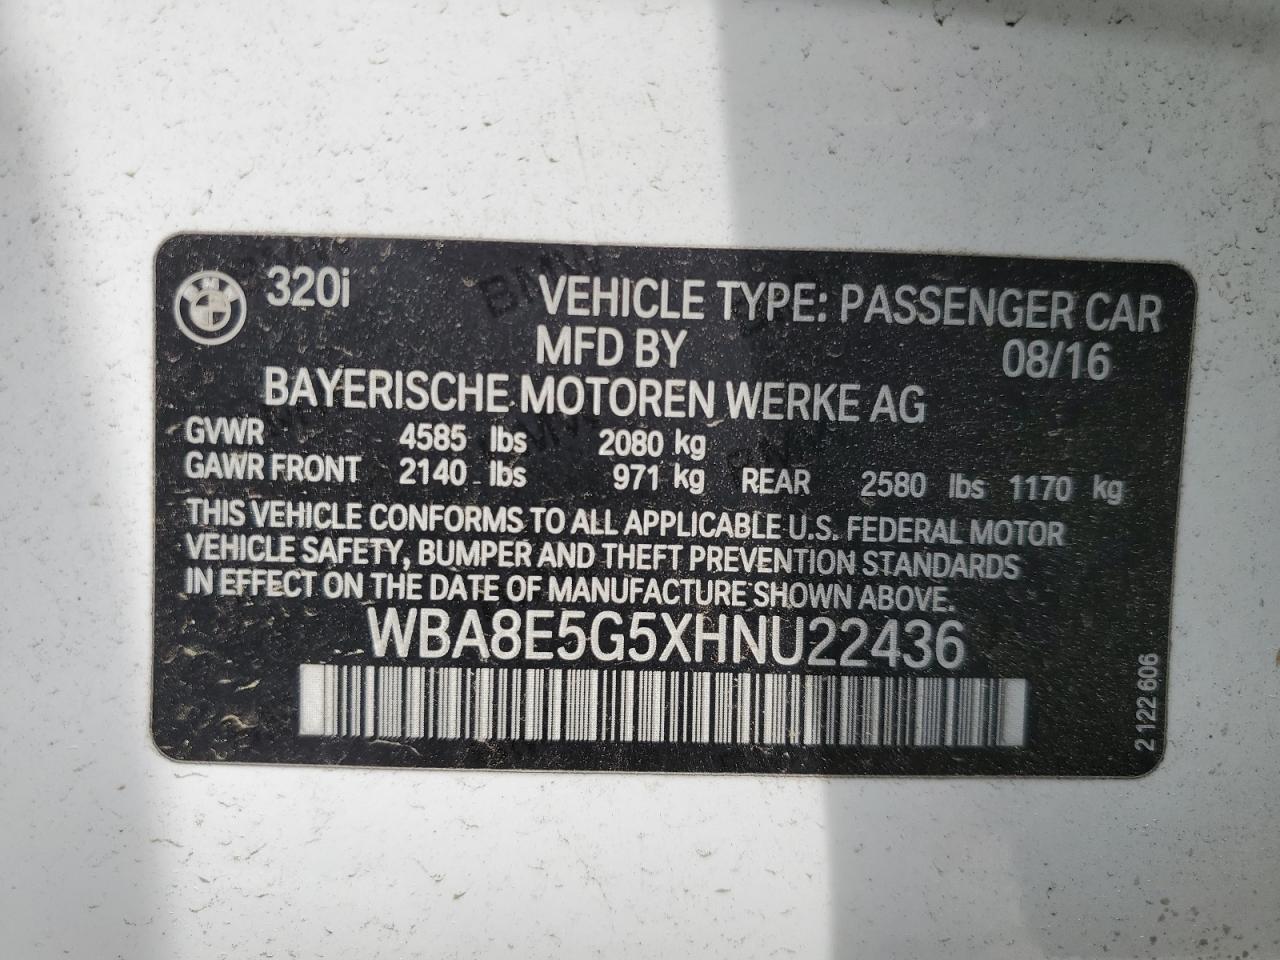 320i
VEHICLE TYPE: PASSENGER CAR
MFD BY 08/16
BAYERISCHE MOTOREN WERKE AG
GVWR 4585 lbs 2080 kg
GAWR FRONT 2140 lbs 971 kg REAR 2580 lbs 1170 kg
THIS VEHICLE CONFORMS TO ALL APPLICABLE U.S. FEDERAL MOTOR
VEHICLE SAFETY, BUMPER AND THEFT PREVENTION STANDARDS
IN EFFECT ON THE DATE OF MANUFACTURE SHOWN ABOVE.
WBA8E5G5XHNU22436
2 122 606